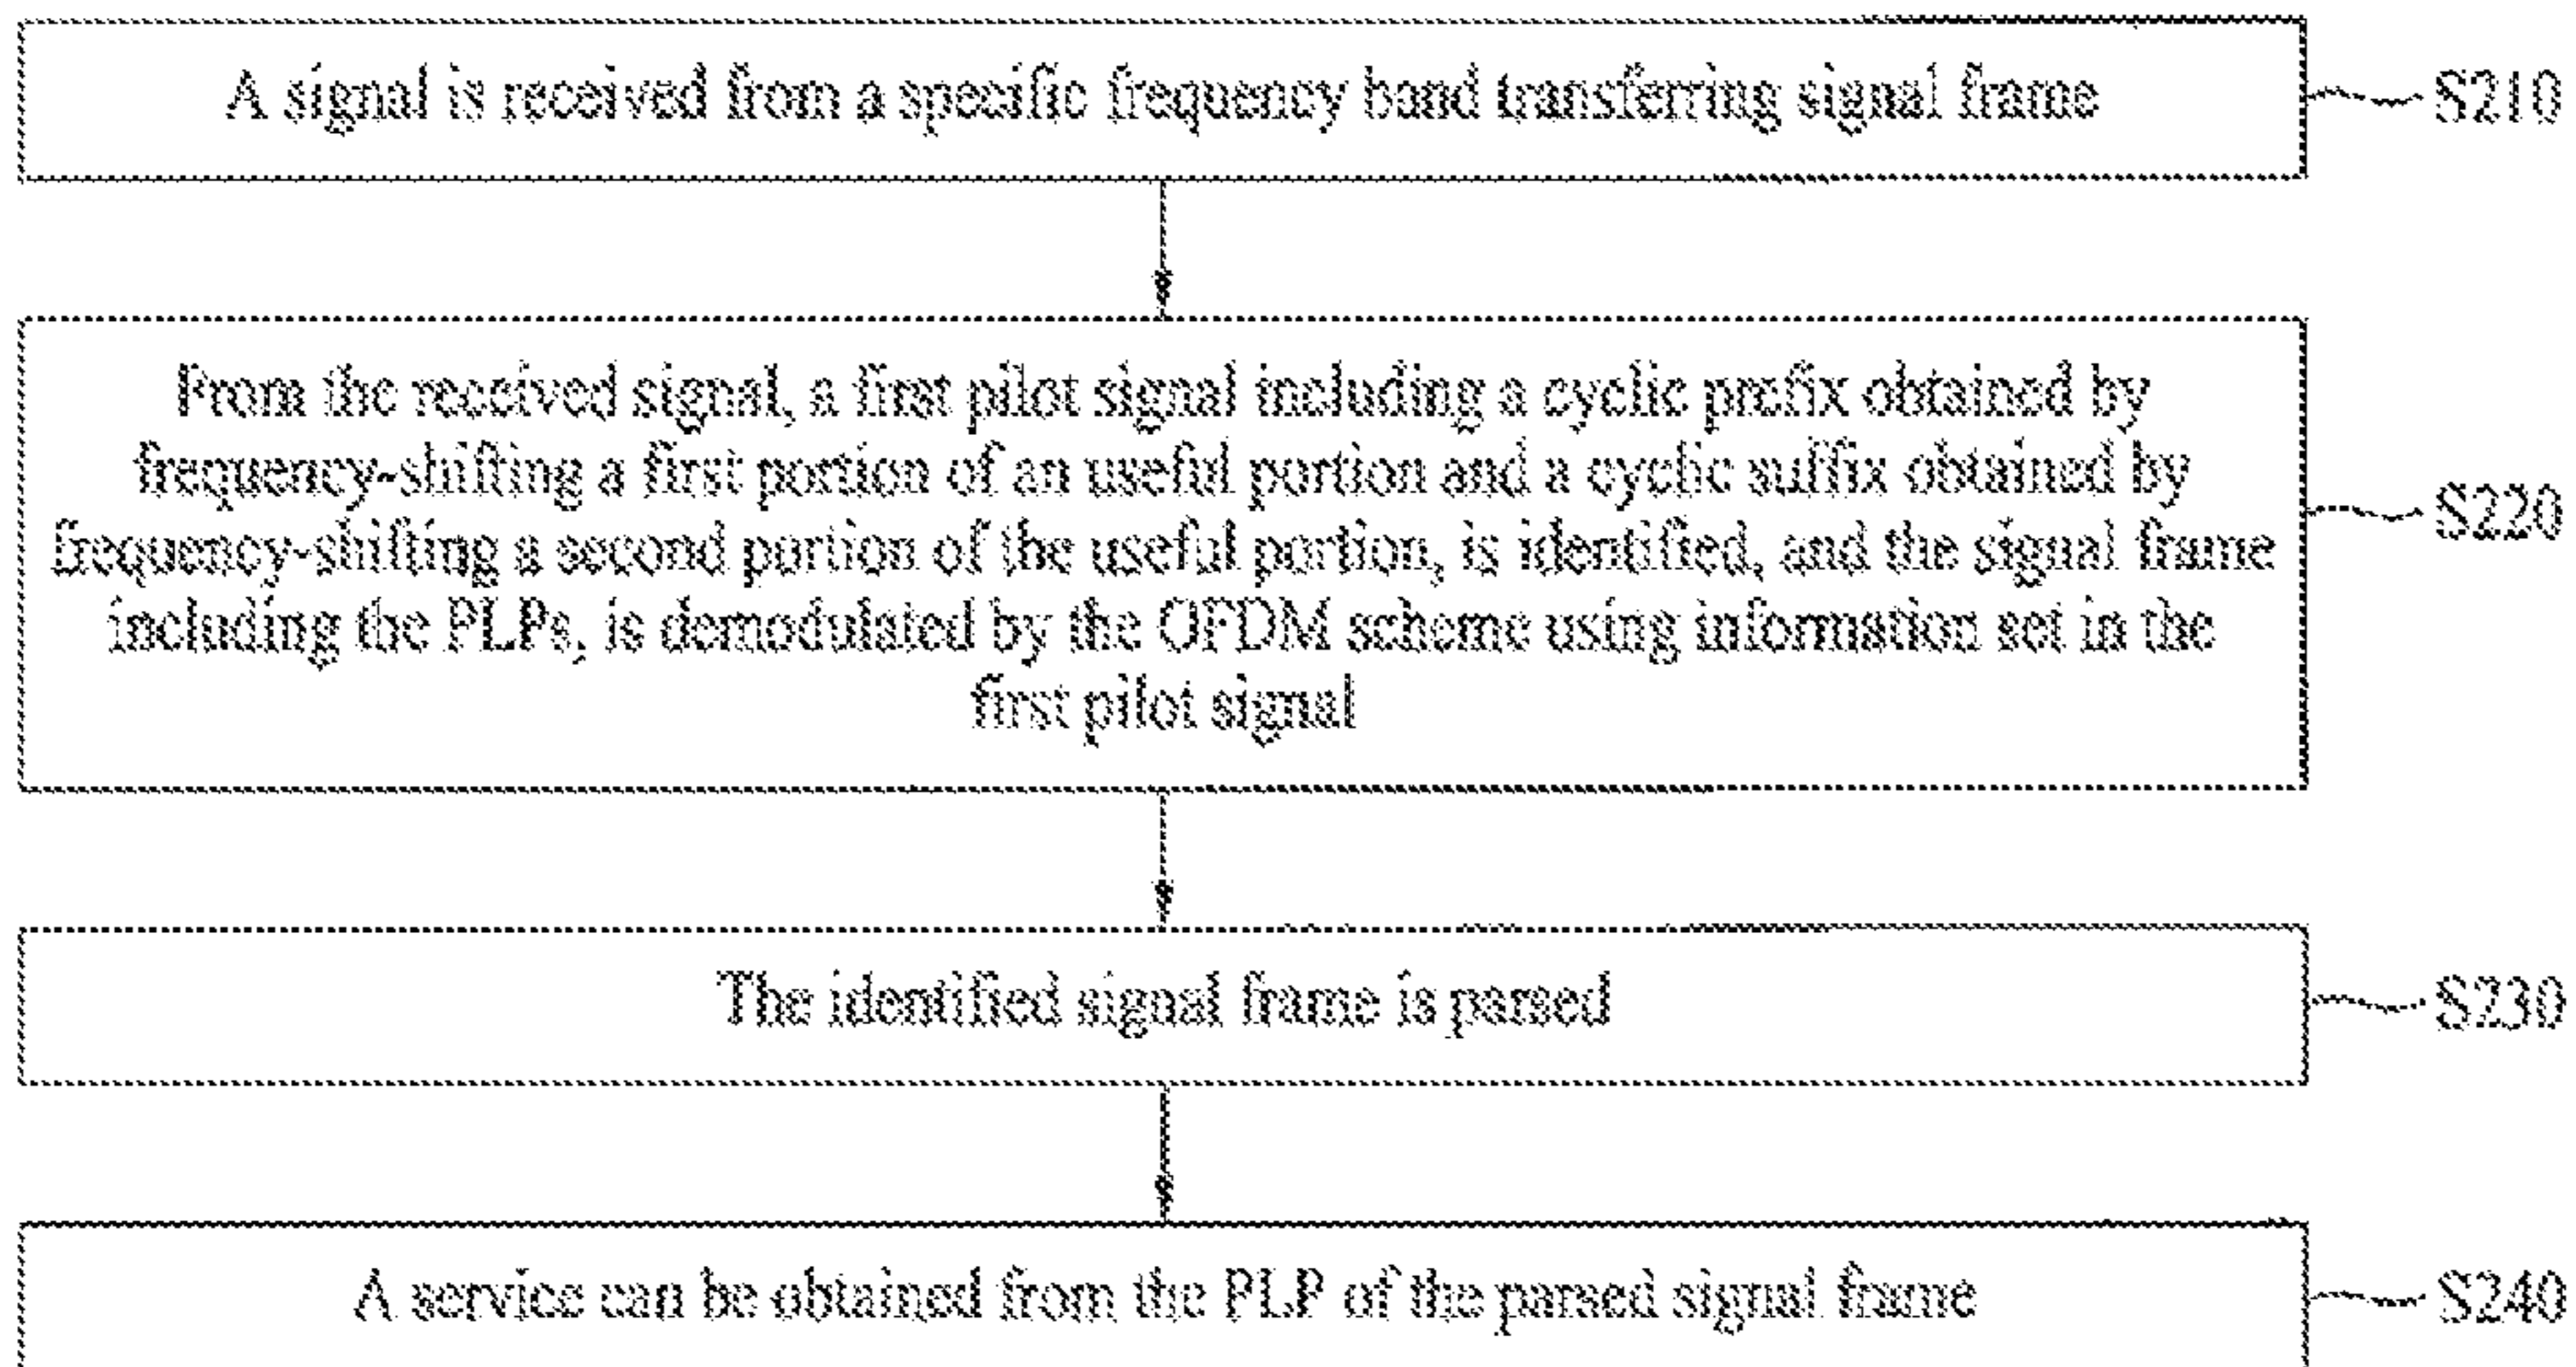 A signal is received from a specific frequency band transferring signal frame
S210
From the received signal, a first pilot signal including a cyclic prefix obtained by
frequency-shifting a first portion of an useful portion and a cyclic suffix obtained by
frequency-shifting a second portion of the useful portion, is identified, and the signal frame
including the PLPs, is demodulated by the OFDM scheme using information set in the
first pilot signal
S220
The identified signal frame is parsed
S230
A service can be obtained from the PLP of the parsed signal frame
S240